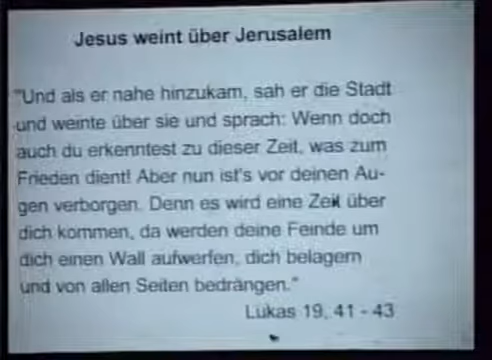 Jesus weint über Jerusalem
"Und als er nahe hinzukam, sah er die Stadt
und weinte über sie und sprach: Wenn doch
auch du erkenntest zu dieser Zeit, was zum
Frieden dient! Aber nun ist's vor deinen Au-
gen verborgen. Denn es wird eine Zeit über
dich kommen, da werden deine Feinde um
dich einen Wall aufwerfen, dich belagern
und von allen Seiten bedrängen."
Lukas 19, 41 - 43